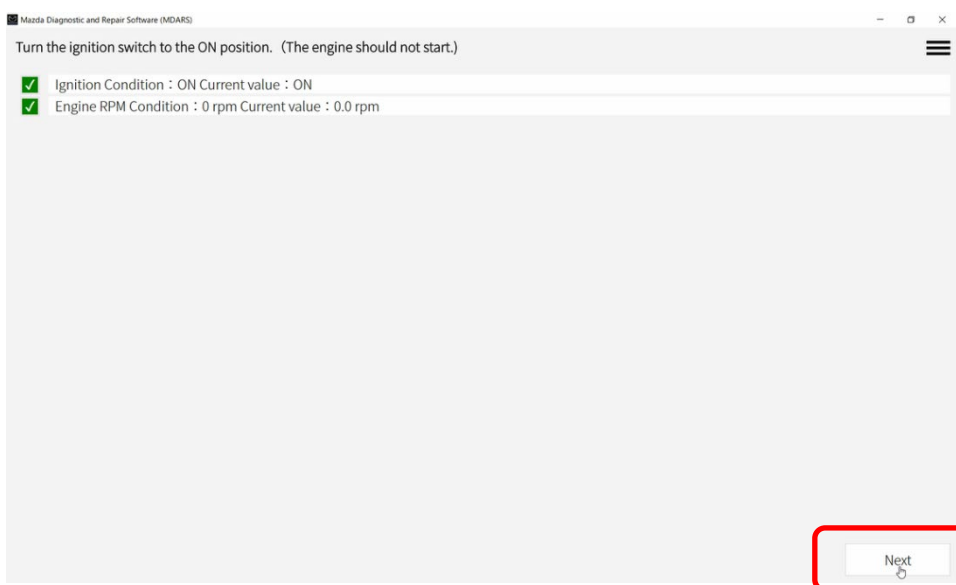 Mazda Diagnostic and Repair Software (MDARS)
Turn the ignition switch to the ON position.（The engine should not start.)
Ignition Condition：ON Current value：ON
Engine RPM Condition：0 rpm Current value：0.0 rpm
Next